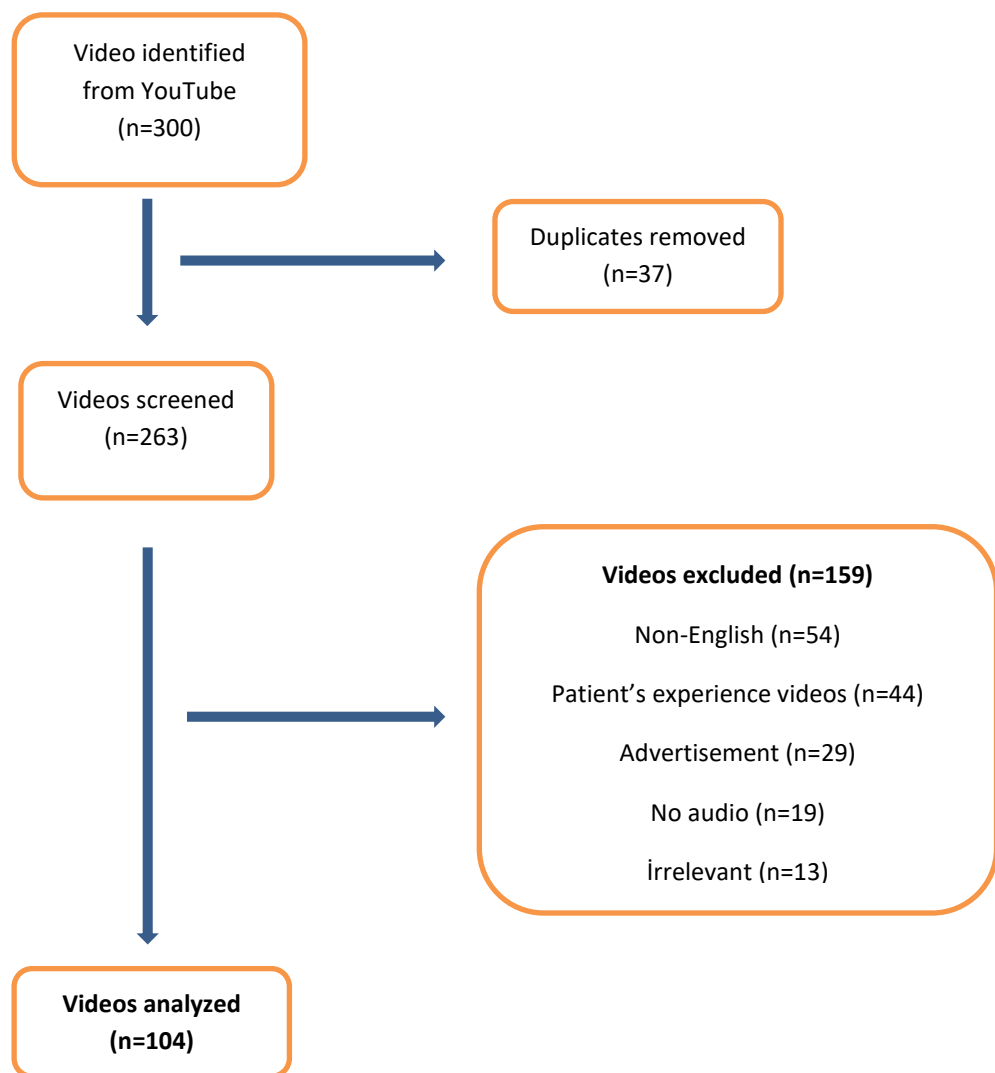 Video identified
from YouTube
(n=300)
Duplicates removed
(n=37)
Videos screened
(n=263)
Videos excluded (n=159)
Non-English (n=54)
Patient’s experience videos (n=44)
Advertisement (n=29)
No audio (n=19)
İrrelevant (n=13)
Videos analyzed
(n=104)